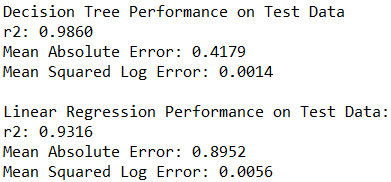 Decision Tree Performance on Test Data
r2: 0.9860
Mean Absolute Error: 0.4179
Mean Squared Log Error: 0.0014
Linear Regression Performance on Test Data:
r2: 0.9316
Mean Absolute Error: 0.8952
Mean Squared Log Error: 0.0056